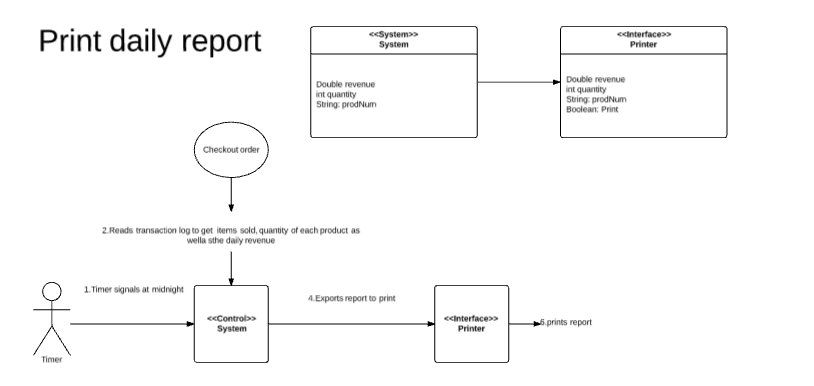 Print daily report
<<System>>
System
Double revenue
int quantity
String: prodNum
<<Interface>>
Printer
Double revenue
int quantity
String: prodNum
Boolean: Print
Checkout order
2.Reads transaction log to get items sold, quantity of each product as
wella sthe daily revenue
1.Timer signals at midnight
4.Exports report to print
<<Control>>
System
<<Interface>>
Printer
6.prints report
Timer